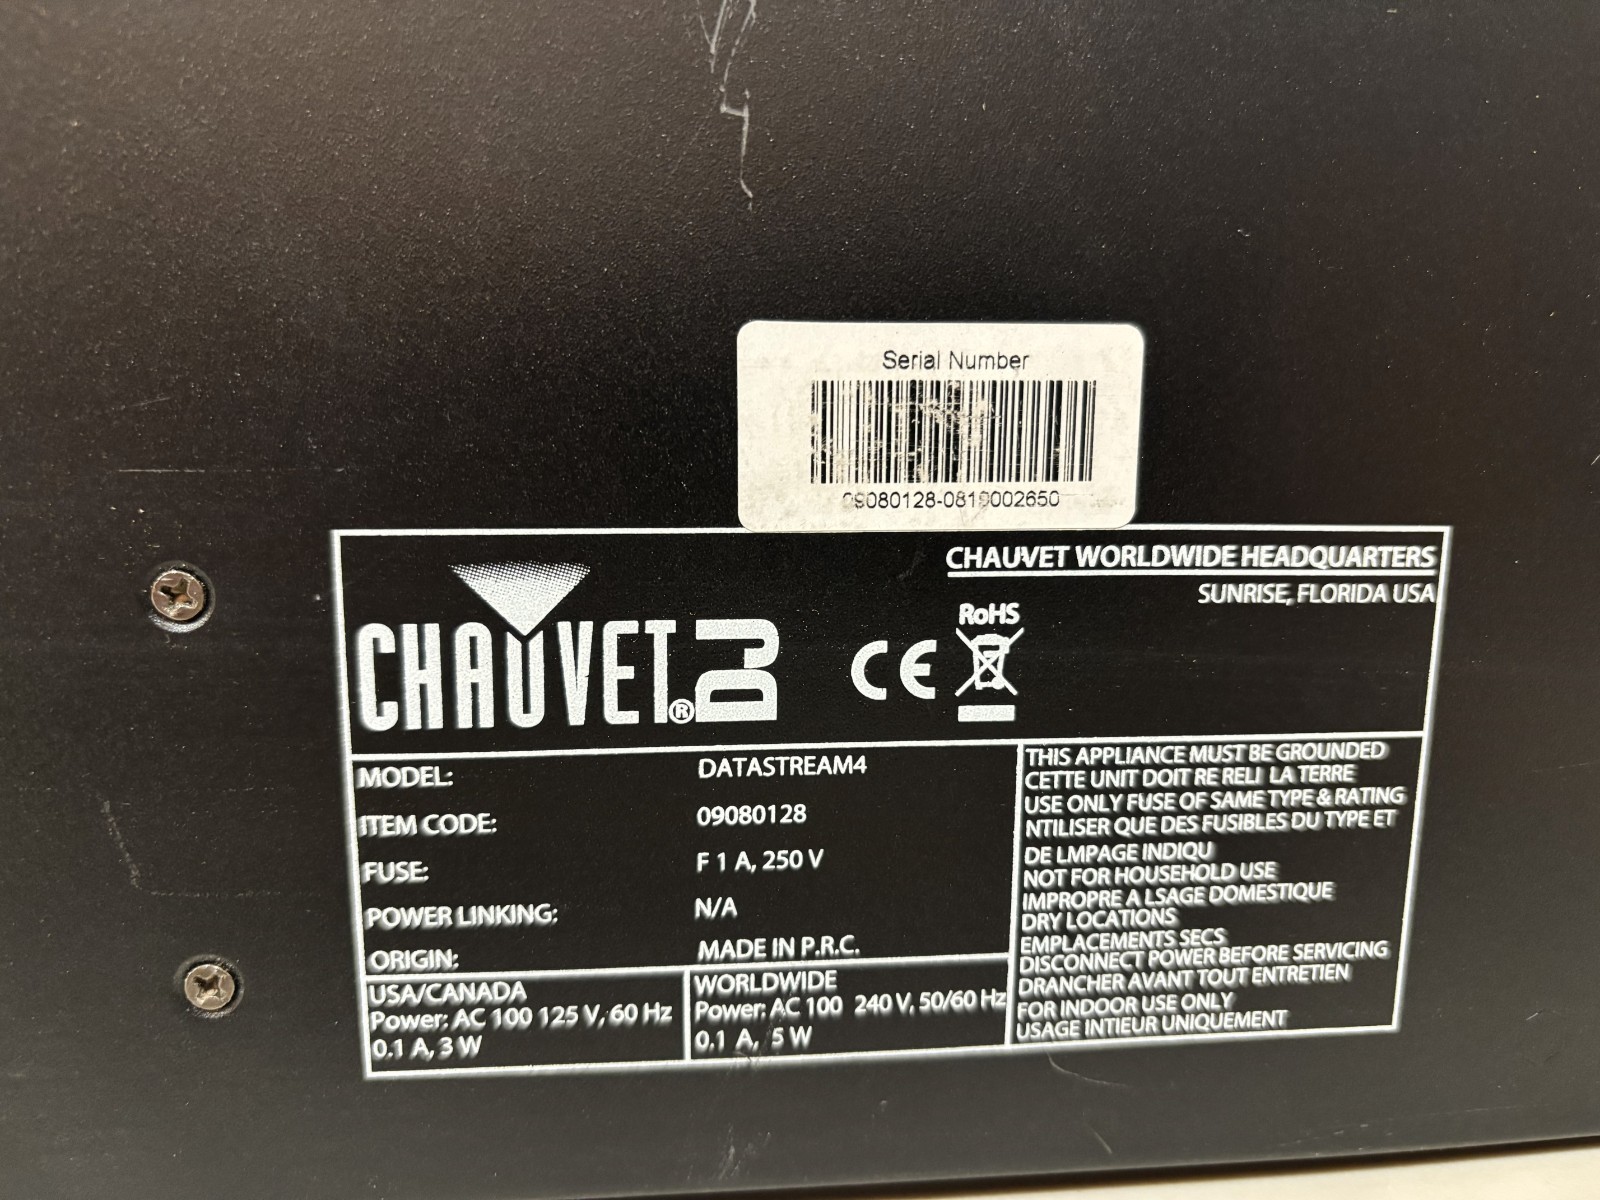 Serial Number
09080128-0819002650
CHAUVET WORLDWIDE HEADQUARTERS
SUNRISE, FLORIDA USA
RoHS
CHAUVET® DJ
CE
MODEL: DATASTREAM4
ITEM CODE: 09080128
FUSE: F 1 A, 250 V
POWER LINKING: N/A
ORIGIN: MADE IN P.R.C.
USA/CANADA
Power: AC 100 125 V, 60 Hz
0.1 A, 3 W
WORLDWIDE
Power: AC 100 240 V, 50/60 Hz
0.1 A, 5 W
THIS APPLIANCE MUST BE GROUNDED
CETTE UNIT DOIT RE RELI LA TERRE
USE ONLY FUSE OF SAME TYPE & RATING
NTILISER QUE DES FUSIBLES DU TYPE ET
DE LMPAGE INDIQU
NOT FOR HOUSEHOLD USE
IMPROPRE A LSAGE DOMESTIQUE
DRY LOCATIONS
EMPLACEMENTS SECS
DISCONNECT POWER BEFORE SERVICING
DRANCHER AVANT TOUT ENTRETIEN
FOR INDOOR USE ONLY
USAGE INTIEUR UNIQUEMENT